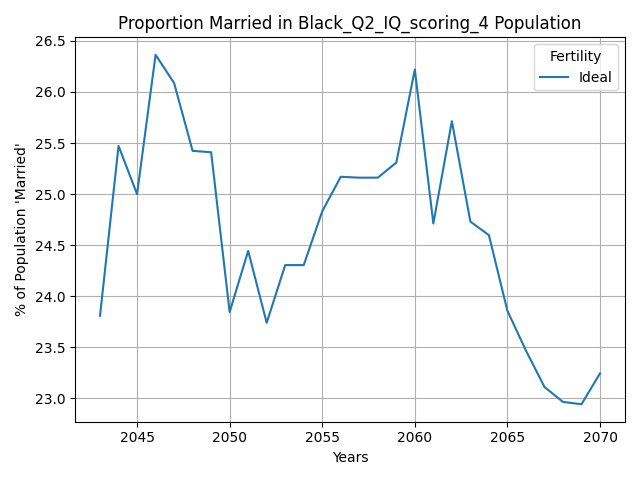 Proportion Married in Black_Q2_IQ_scoring_4 Population
% of Population 'Married'
26.5
26.0
25.5
25.0
24.5
24.0
23.5
23.0
Fertility
Ideal
2045 2050 2055 2060 2065 2070
Years